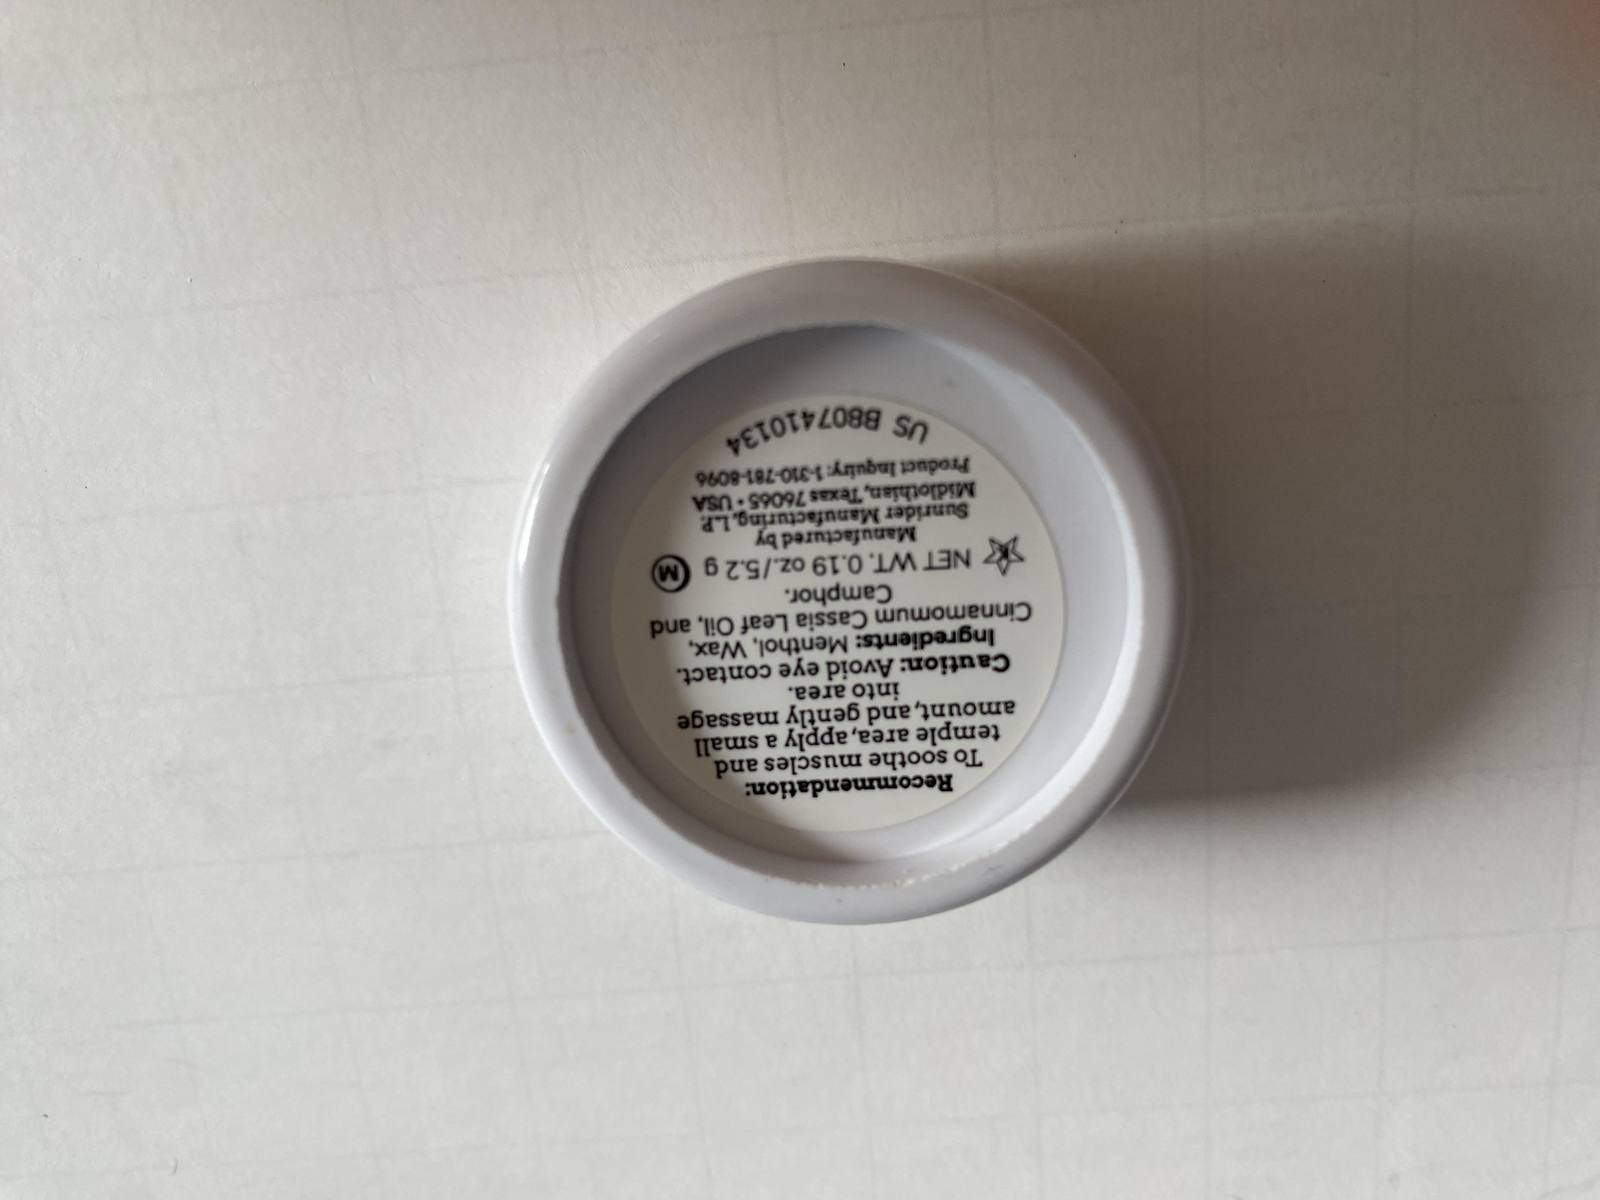 Recommendation:
To soothe muscles and
temple area, apply a small
amount, and gently massage
into area.
Caution: Avoid eye contact.
Ingredients: Menthol, Wax,
Cinnamomum Cassia Leaf Oil, and
Camphor.
NET WT. 0.19 oz./5.2 g M
Manufactured by
Sunrider Manufacturing, L.P.
Midlothian, Texas 76065 • USA
Product Inquiry: 1-310-781-8096
US B807410134